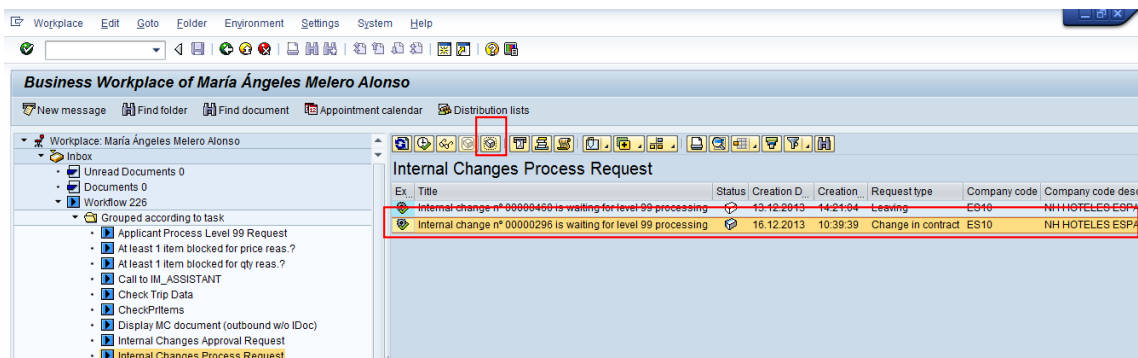 Workplace Edit Goto Folder Environment Settings System Help
Business Workplace of María Ángeles Melero Alonso
New message Find folder Find document Appointment calendar Distribution lists
Workplace: María Ángeles Melero Alonso
Inbox
Unread Documents 0
Documents 0
Workflow 226
Grouped according to task
Applicant Process Level 99 Request
At least 1 item blocked for price reas.?
At least 1 item blocked for qty reas.?
Call to IM_ASSISTANT
Check Trip Data
CheckPrItems
Display MC document (outbound w/o IDoc)
Internal Changes Approval Request
Internal Changes Process Request
Internal Changes Process Request
Ex... Title Status Creation D... Creation... Request type Company code Company code desc
Internal change nº 00000460 is waiting for level 99 processing 13.12.2013 14:21:04 Leaving ES10 NH HOTELES ESPA
Internal change nº 00000296 is waiting for level 99 processing 16.12.2013 10:39:39 Change in contract ES10 NH HOTELES ESPA